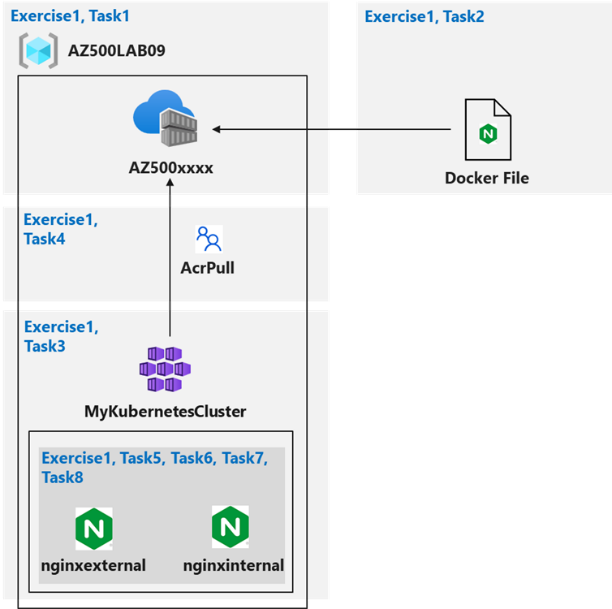 Exercise1, Task1
AZ500LAB09
AZ500xxxx
Exercise1, Task2
N
Docker File
Exercise1,
Task4
AcrPull
Exercise1,
Task3
MyKubernetesCluster
Exercise1, Task5, Task6, Task7,
Task8
N
nginxexternal
N
nginxinternal